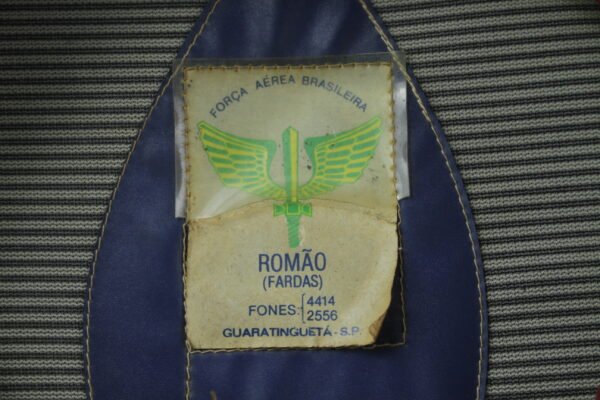 FORÇA AÉREA BRASILEIRA
ROMÃO
(FARDAS)
FONES: 4414
2556
GUARATINGUETÁ - S.P.